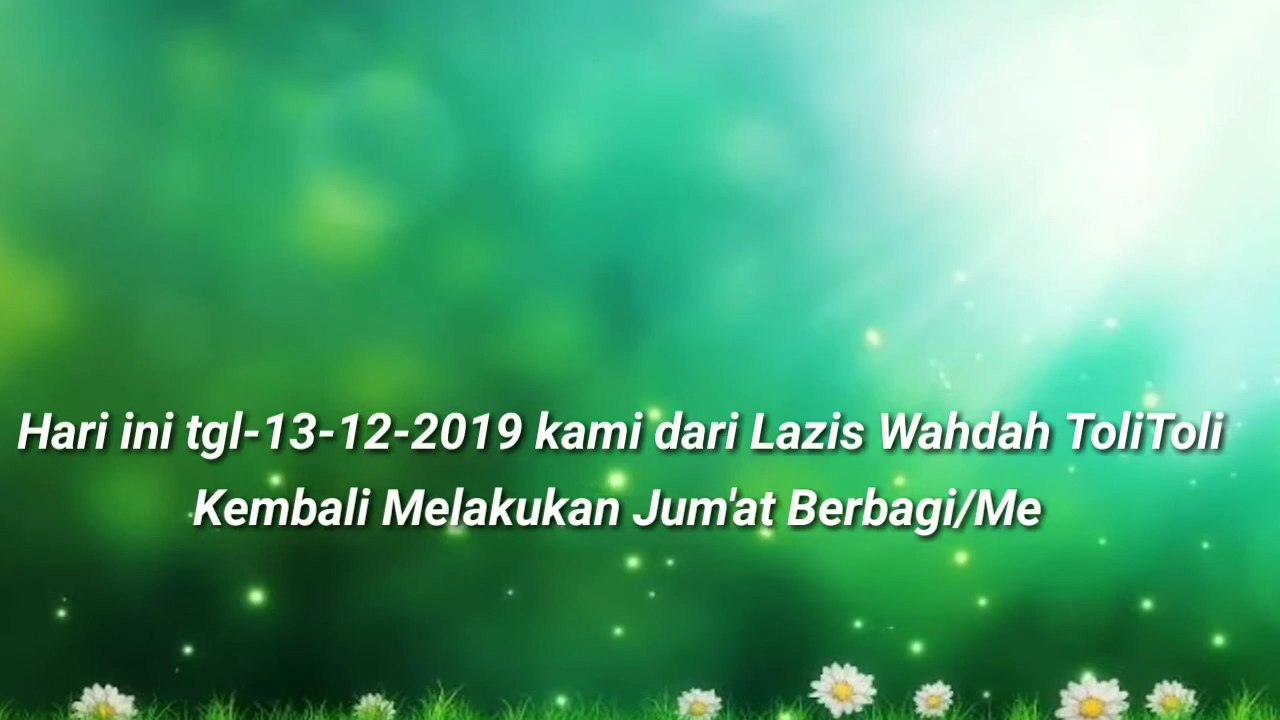 Hari ini tgl-13-12-2019 kami dari Lazis Wahdah ToliToli
Kembali Melakukan Jum'at Berbagi/Me